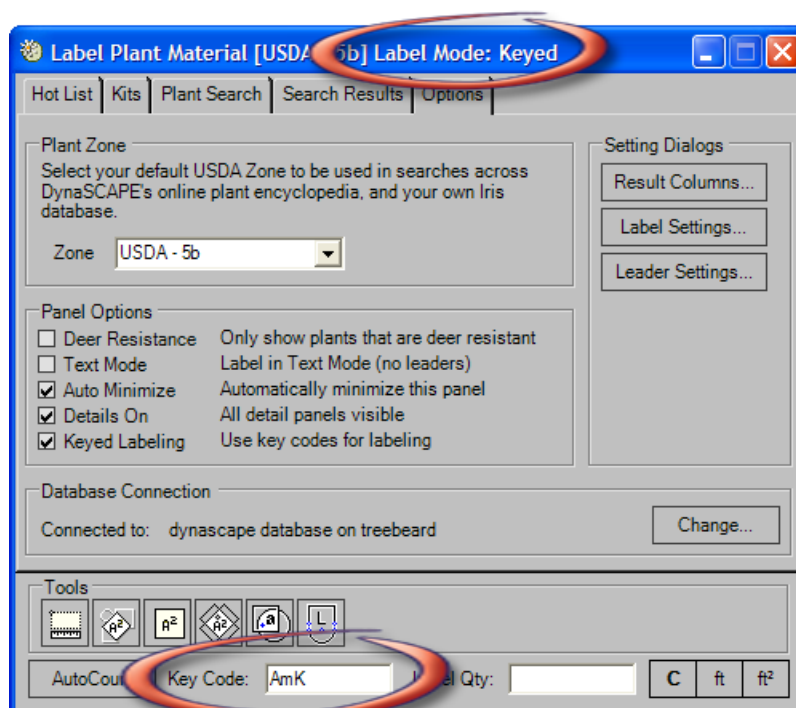 Label Plant Material [USDA 5b] Label Mode: Keyed
Hot List Kits Plant Search Search Results Options
Plant Zone
Select your default USDA Zone to be used in searches across
DynaSCAPE's online plant encyclopedia, and your own Iris
database.
Zone USDA - 5b
Setting Dialogs
Result Columns...
Label Settings...
Leader Settings...
Panel Options
Deer Resistance Only show plants that are deer resistant
Text Mode Label in Text Mode (no leaders)
Auto Minimize Automatically minimize this panel
Details On All detail panels visible
Keyed Labeling Use key codes for labeling
Database Connection
Connected to: dynascape database on treebeard
Change...
Tools
A² A² A² a L
Key Code: AmK Qty: C ft ft²